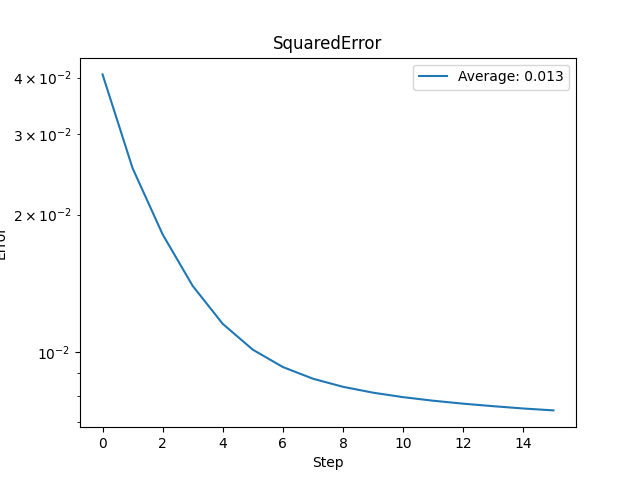 SquaredError
Average: 0.013
4 × 10⁻²
3 × 10⁻²
2 × 10⁻²
10⁻²
Error
0 2 4 6 8 10 12 14
Step